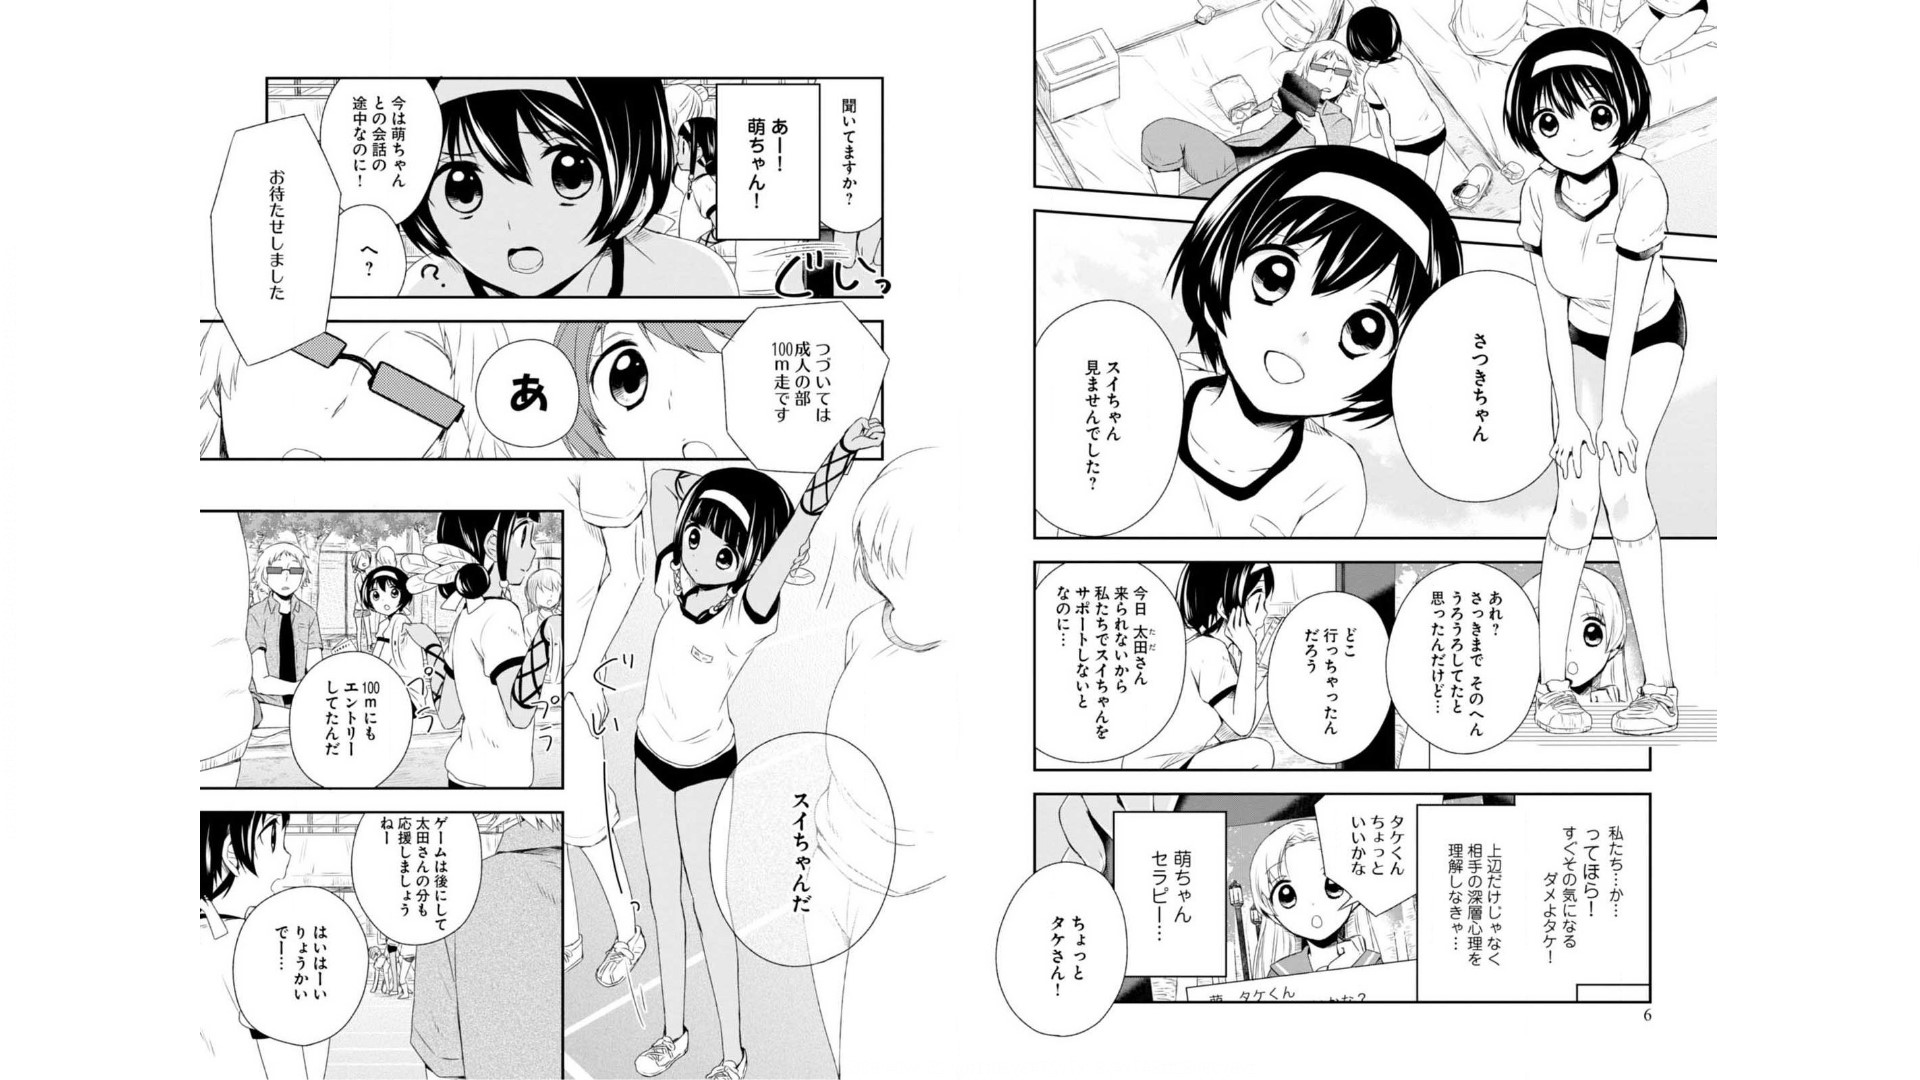 さつきちゃん
スイちゃん
見ませんでした?
あれ?
さっきまで そのへん
うろうろしてたと
思ったんだけど…
どこ
行っちゃったん
だろう
今日 太田さん
ただ
来られないから
私たちでスイちゃんを
サポートしないと
なのに…
私たち…か…
ってほら!
すぐその気になる
ダメよタケ!
上辺だけじゃなく
相手の深層心理を
理解しなきゃ…
タケくん
ちょっと
いいかな
萌ちゃん
セラピー…
タケくん
ちょっと
タケさん!
6
聞いてますか?
あー!
萌ちゃん!
今は萌ちゃん
との会話の
途中なのに!
ぐいっ
へ?
?
お待たせしました
つづいては
成人の部
100m走です
あ
ぐり
ぐい
スイちゃんだ
100mにも
エントリー
してたんだ
ゲームは後にして
太田さんの分も
応援しましょう
ねー
はいはーい
りょうかい
でー…